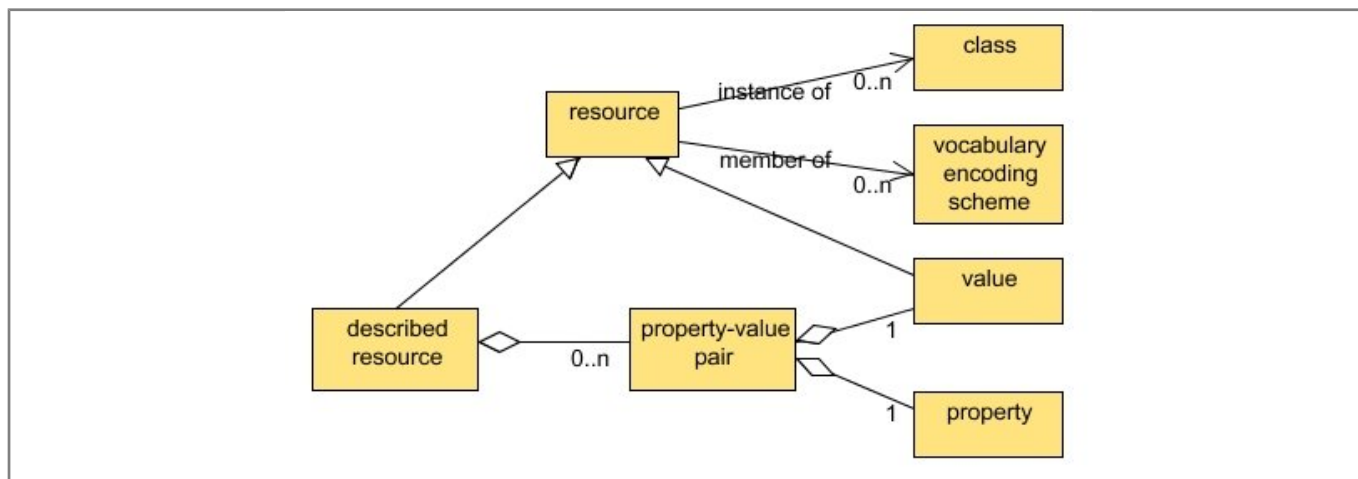 class
instance of
0..n
resource
vocabulary
encoding
scheme
member of
0..n
value
described
resource
0..n
property-value
pair
1
property
1